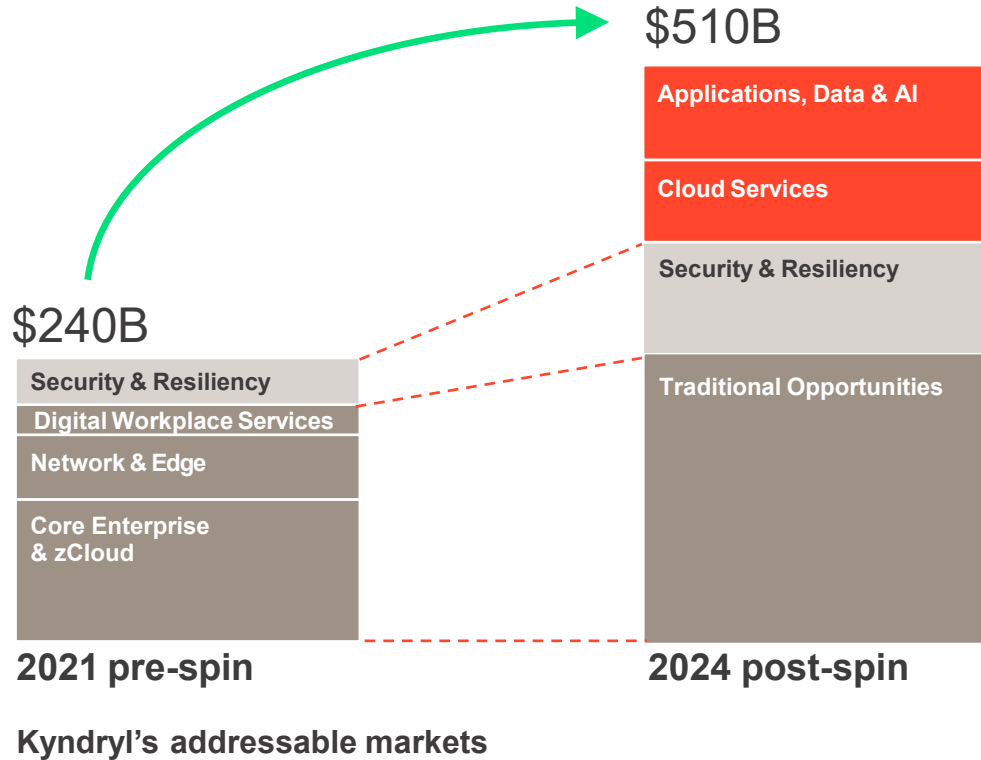 $510B
Applications, Data & AI
Cloud Services
Security & Resiliency
Traditional Opportunities
2024 post-spin
$240B
Security & Resiliency
Digital Workplace Services
Network & Edge
Core Enterprise
& zCloud
2021 pre-spin
Kyndryl’s addressable markets